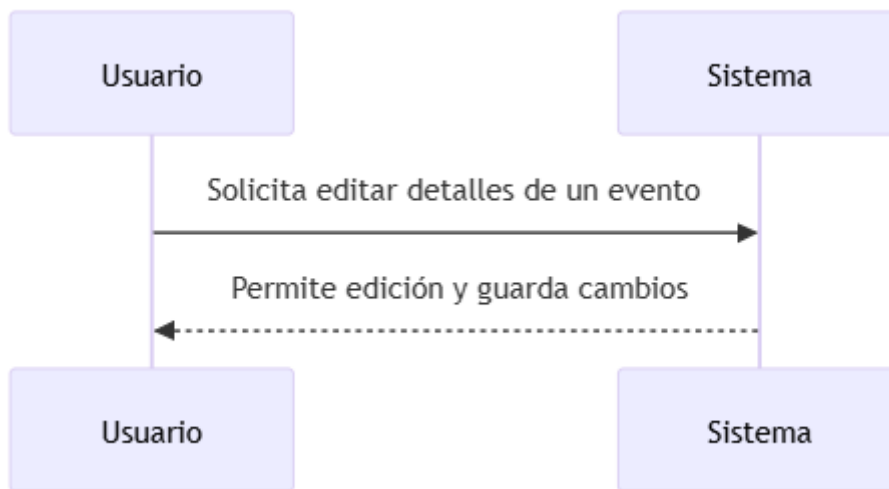 Usuario
Sistema
Solicita editar detalles de un evento
Permite edición y guarda cambios
Usuario
Sistema